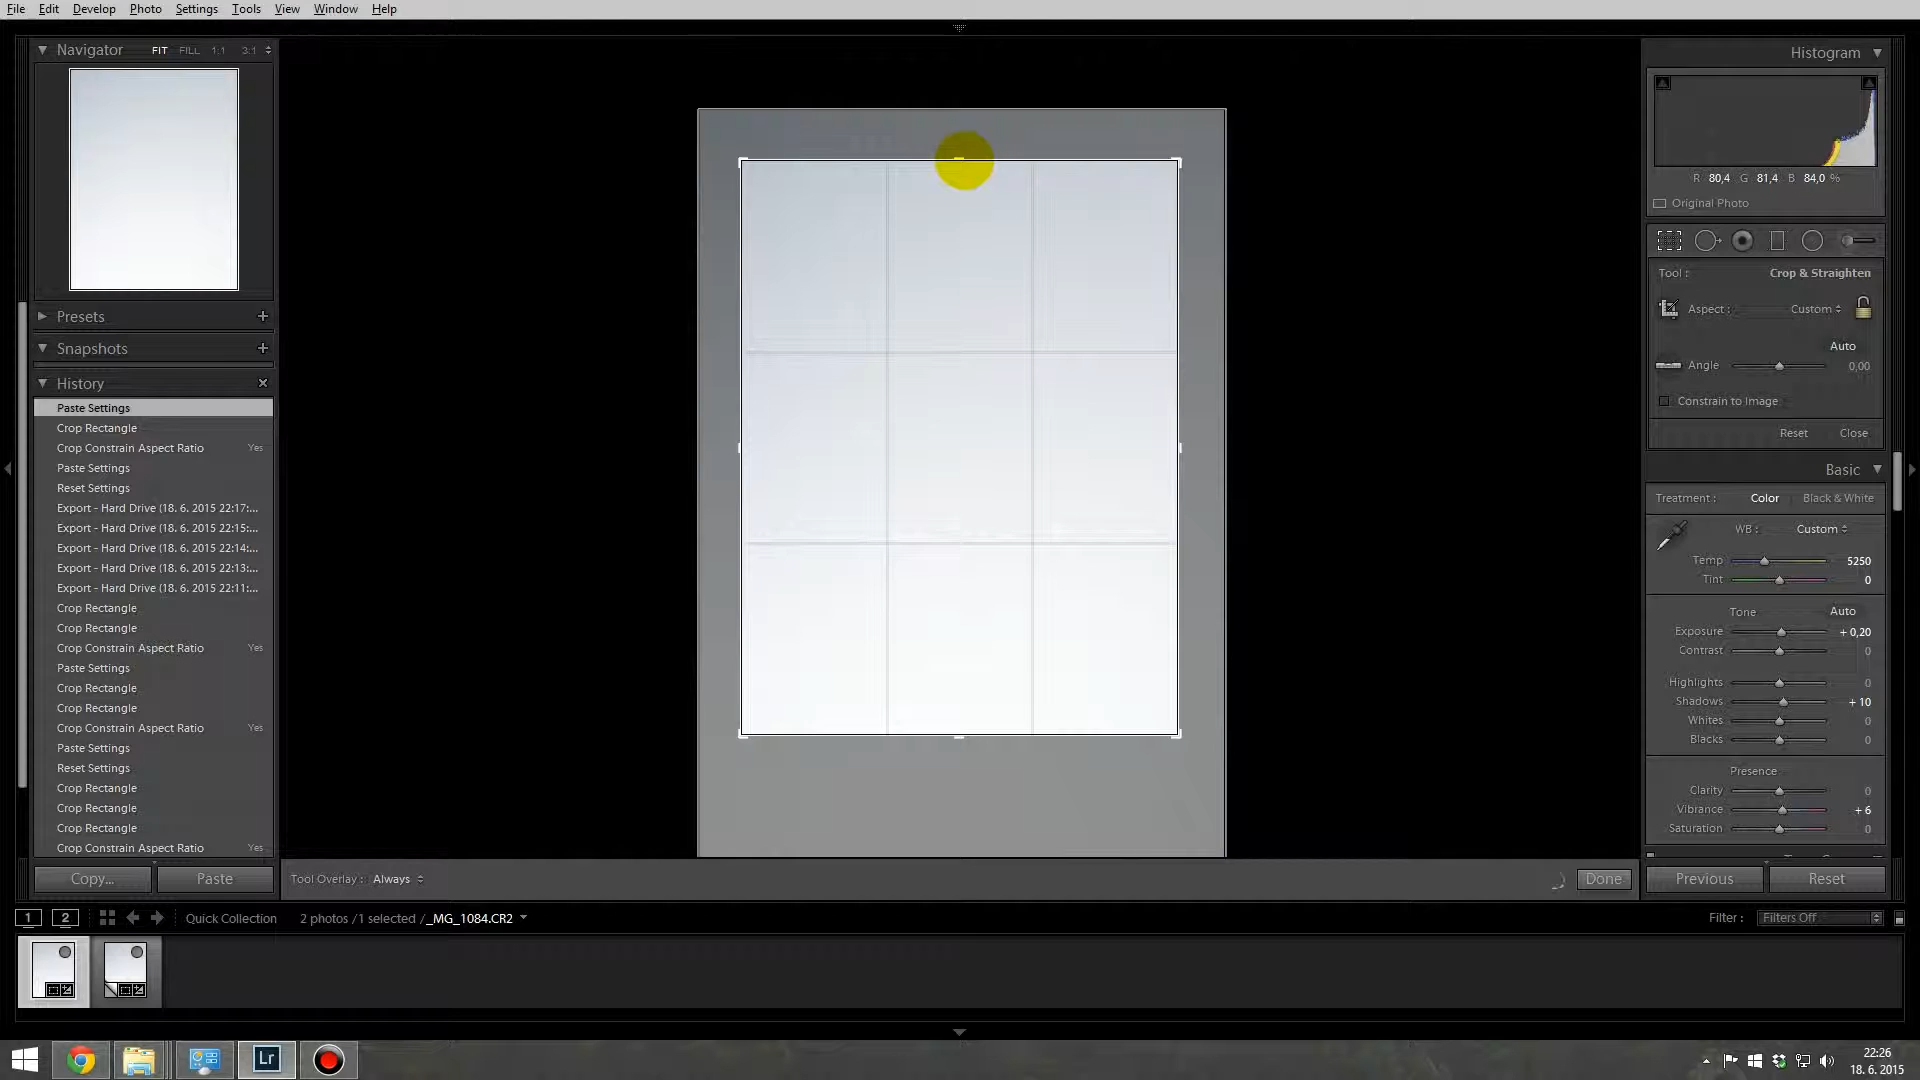 File Edit Develop Photo Settings Tools View Window Help
Navigator FIT FILL 1:1 3:1
Presets
Snapshots
History
Paste Settings
Crop Rectangle
Crop Constrain Aspect Ratio Yes
Paste Settings
Reset Settings
Export - Hard Drive (18. 6. 2015 22:17:...
Export - Hard Drive (18. 6. 2015 22:15:...
Export - Hard Drive (18. 6. 2015 22:14:...
Export - Hard Drive (18. 6. 2015 22:13:...
Export - Hard Drive (18. 6. 2015 22:11:...
Crop Rectangle
Crop Rectangle
Crop Constrain Aspect Ratio Yes
Paste Settings
Crop Rectangle
Crop Rectangle
Crop Constrain Aspect Ratio Yes
Paste Settings
Reset Settings
Crop Rectangle
Crop Rectangle
Crop Rectangle
Crop Constrain Aspect Ratio Yes
Copy... Paste
Tool Overlay : Always
Done
Histogram
R 80,4 G 81,4 B 84,0 %
Original Photo
Tool : Crop & Straighten
Aspect : Custom
Auto
Angle 0,00
Constrain to Image
Reset Close
Basic
Treatment : Color Black & White
WB : Custom
Temp 5250
Tint 0
Tone Auto
Exposure + 0,20
Contrast 0
Highlights 0
Shadows + 10
Whites 0
Blacks 0
Presence
Clarity 0
Vibrance + 6
Saturation 0
Previous Reset
1 2 Quick Collection 2 photos /1 selected /_MG_1084.CR2
Filter : Filters Off
Lr
22:26
18. 6. 2015